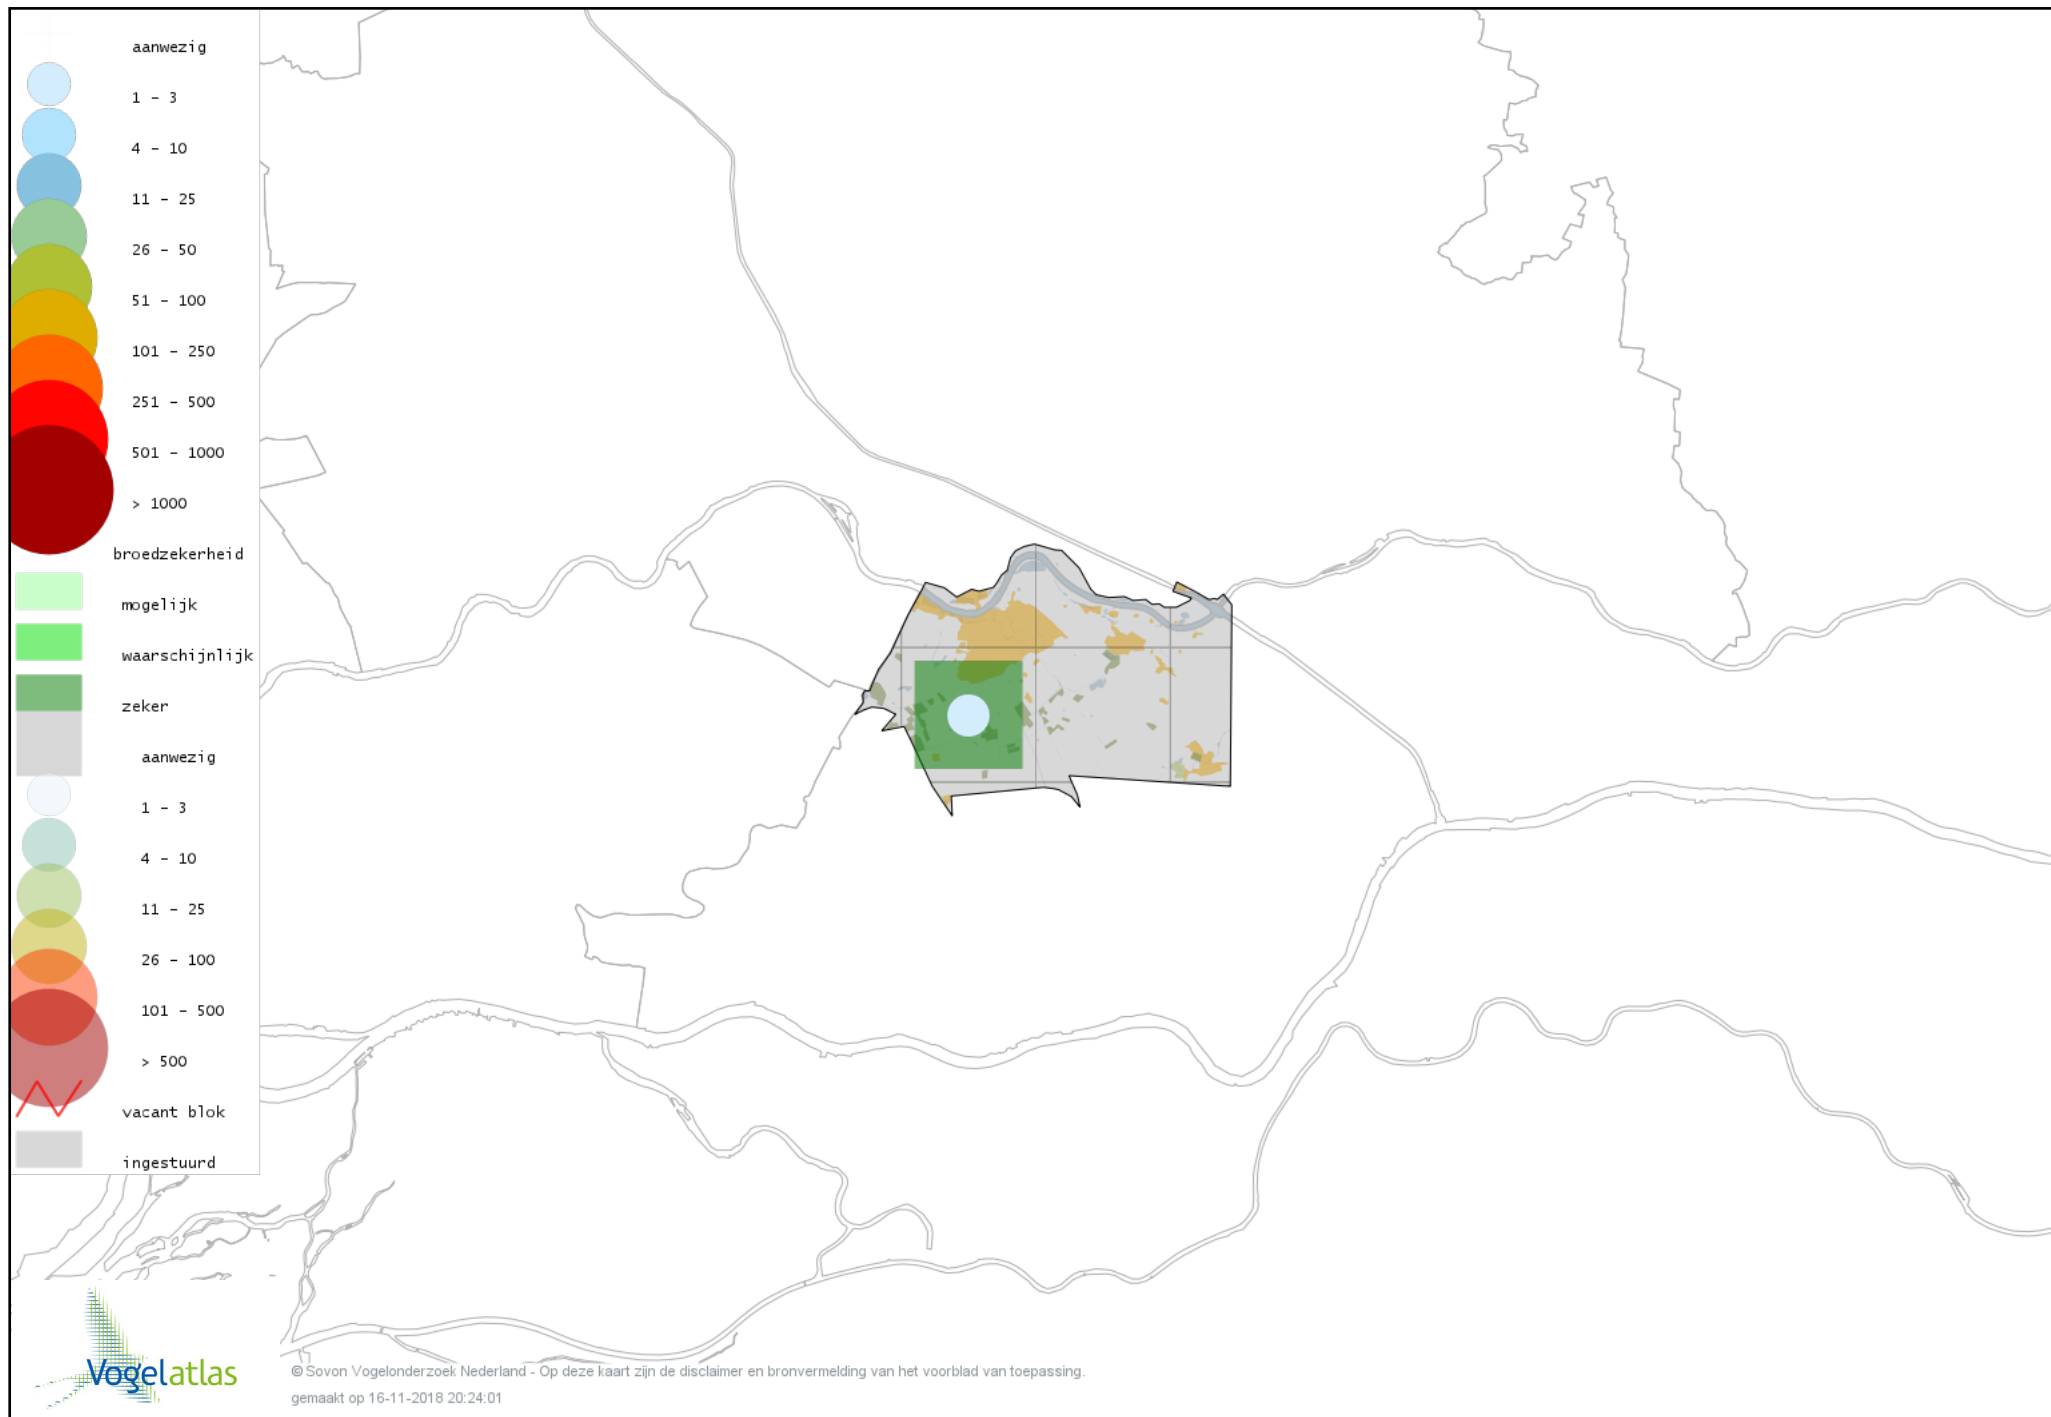 aanwezig
1 - 3
4 - 10
11 - 25
26 - 50
51 - 100
101 - 250
251 - 500
501 - 1000
> 1000
broedzekerheid
mogelijk
waarschijnlijk
zeker
aanwezig
1 - 3
4 - 10
11 - 25
26 - 100
101 - 500
> 500
vacant blok
ingestuurd
Vogelatlas
© Sovon Vogelonderzoek Nederland - Op deze kaart zijn de disclaimer en bronvermelding van het voorblad van toepassing.
gemaakt op 16-11-2018 20:24:01